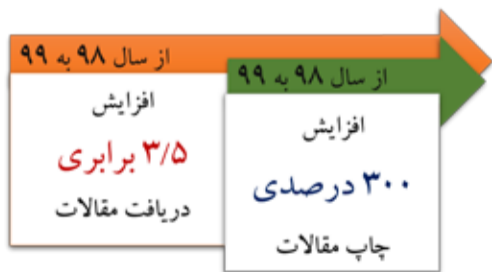 از سال ۹۸ به ۹۹
افزایش
۳/۵ برابری
دریافت مقالات
از سال ۹۸ به ۹۹
افزایش
۳۰۰ درصدی
چاپ مقالات